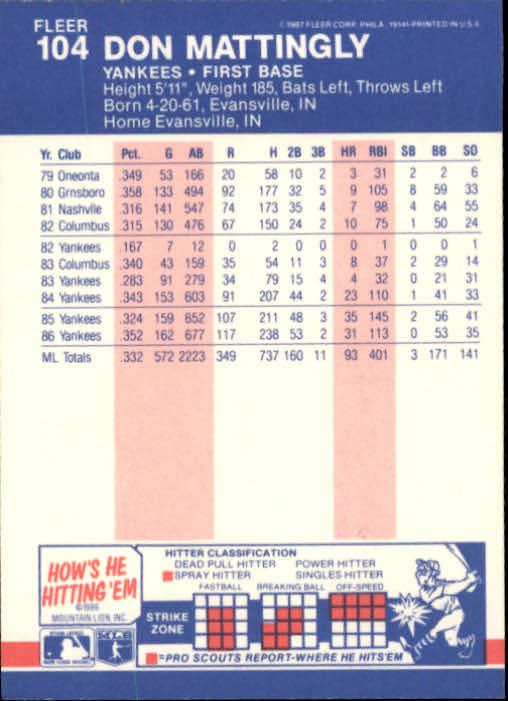 FLEER © 1987 FLEER CORP. PHILA., 19141-PRINTED IN U.S.A.
104 DON MATTINGLY
YANKEES • FIRST BASE
Height 5'11", Weight 185, Bats Left, Throws Left
Born 4-20-61, Evansville, IN
Home Evansville, IN
Yr. Club Pct. G AB R H 2B 3B HR RBI SB BB SO
79 Oneonta .349 53 166 20 58 10 2 3 31 2 2 6
80 Grnsboro .358 133 494 92 177 32 5 9 105 8 59 33
81 Nashvlle .316 141 547 74 173 35 4 7 98 4 64 55
82 Columbus .315 130 476 67 150 24 2 10 75 1 50 24
82 Yankees .167 7 12 0 2 0 0 0 1 0 0 1
83 Columbus .340 43 159 35 54 11 3 8 37 2 29 14
83 Yankees .283 91 279 34 79 15 4 4 32 0 21 31
84 Yankees .343 153 603 91 207 44 2 23 110 1 41 33
85 Yankees .324 159 652 107 211 48 3 35 145 2 56 41
86 Yankees .352 162 677 117 238 53 2 31 113 0 53 35
ML Totals .332 572 2223 349 737 160 11 93 401 3 171 141
HOW'S HE
HITTING 'EM
© 1986
MOUNTAIN LION, INC.
HITTER CLASSIFICATION
DEAD PULL HITTER POWER HITTER
SPRAY HITTER SINGLES HITTER
FASTBALL BREAKING BALL OFF-SPEED
STRIKE
ZONE
=PRO SCOUTS REPORT-WHERE HE HITS'EM